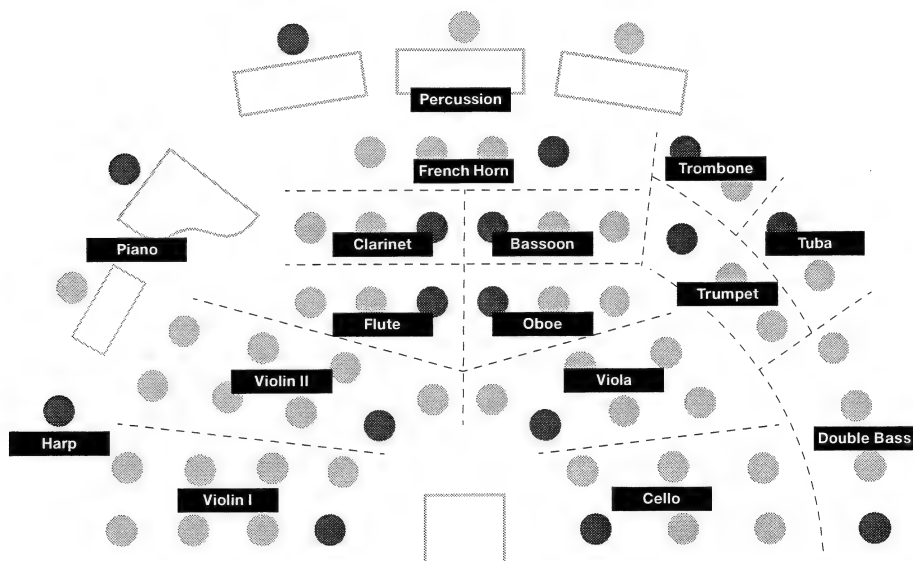 Percussion
French Horn
Trombone
Clarinet
Bassoon
Tuba
Piano
Trumpet
Flute
Oboe
Violin II
Viola
Harp
Double Bass
Violin I
Cello